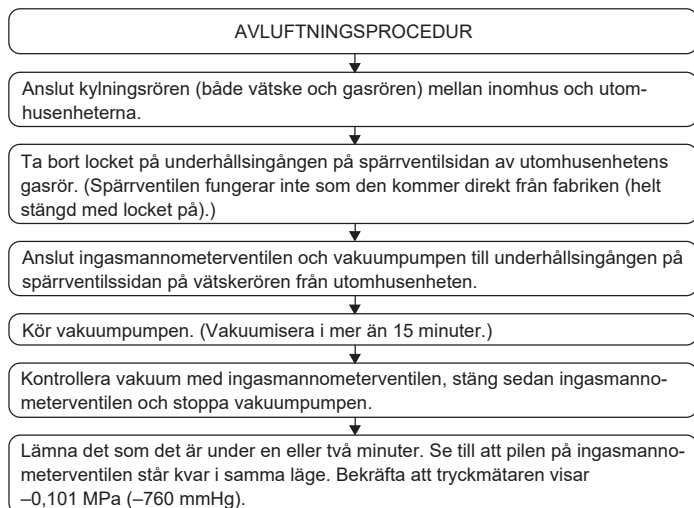 AVLUFTNINGSPROCEDUR
Anslut kylningsrören (både vätske och gasrören) mellan inomhus och utom-
husenheterna.
Ta bort locket på underhållsingången på spärrventilsidan av utomhusenhetens
gasrör. (Spärrventilen fungerar inte som den kommer direkt från fabriken (helt
stängd med locket på).)
Anslut ingasmannometerventilen och vakuumpumpen till underhållsingången på
spärrventilssidan på vätskerören från utomhusenheten.
Kör vakuumpumpen. (Vakuumisera i mer än 15 minuter.)
Kontrollera vakuum med ingasmannometerventilen, stäng sedan ingasmanno-
meterventilen och stoppa vakuumpumpen.
Lämna det som det är under en eller två minuter. Se till att pilen på ingasmanno-
meterventilen står kvar i samma läge. Bekräfta att tryckmätaren visar
–0,101 MPa (–760 mmHg).